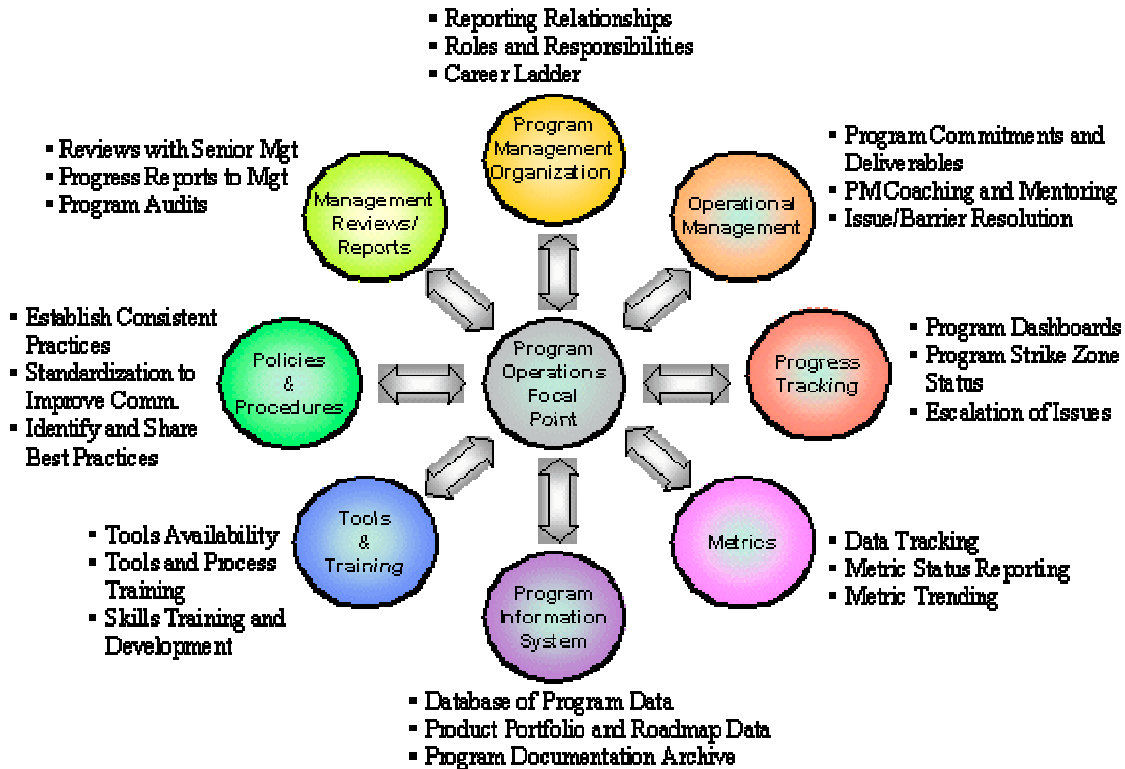 ▪ Reporting Relationships
▪ Roles and Responsibilities
▪ Career Ladder
Program
Management
Organization
▪ Program Commitments and
Deliverables
▪ PM Coaching and Mentoring
▪ Issue/Barrier Resolution
Operational
Management
▪ Program Dashboards
▪ Program Strike Zone
Status
▪ Escalation of Issues
Progress
Tracking
▪ Data Tracking
▪ Metric Status Reporting
▪ Metric Trending
Metrics
Program
Information
System
▪ Database of Program Data
▪ Product Portfolio and Roadmap Data
▪ Program Documentation Archive
Tools
&
Training
▪ Tools Availability
▪ Tools and Process
Training
▪ Skills Training and
Development
Policies
&
Procedures
▪ Establish Consistent
Practices
▪ Standardization to
Improve Comm.
▪ Identify and Share
Best Practices
Management
Reviews/
Reports
▪ Reviews with Senior Mgt
▪ Progress Reports to Mgt
▪ Program Audits
Program
Operations
Focal
Point